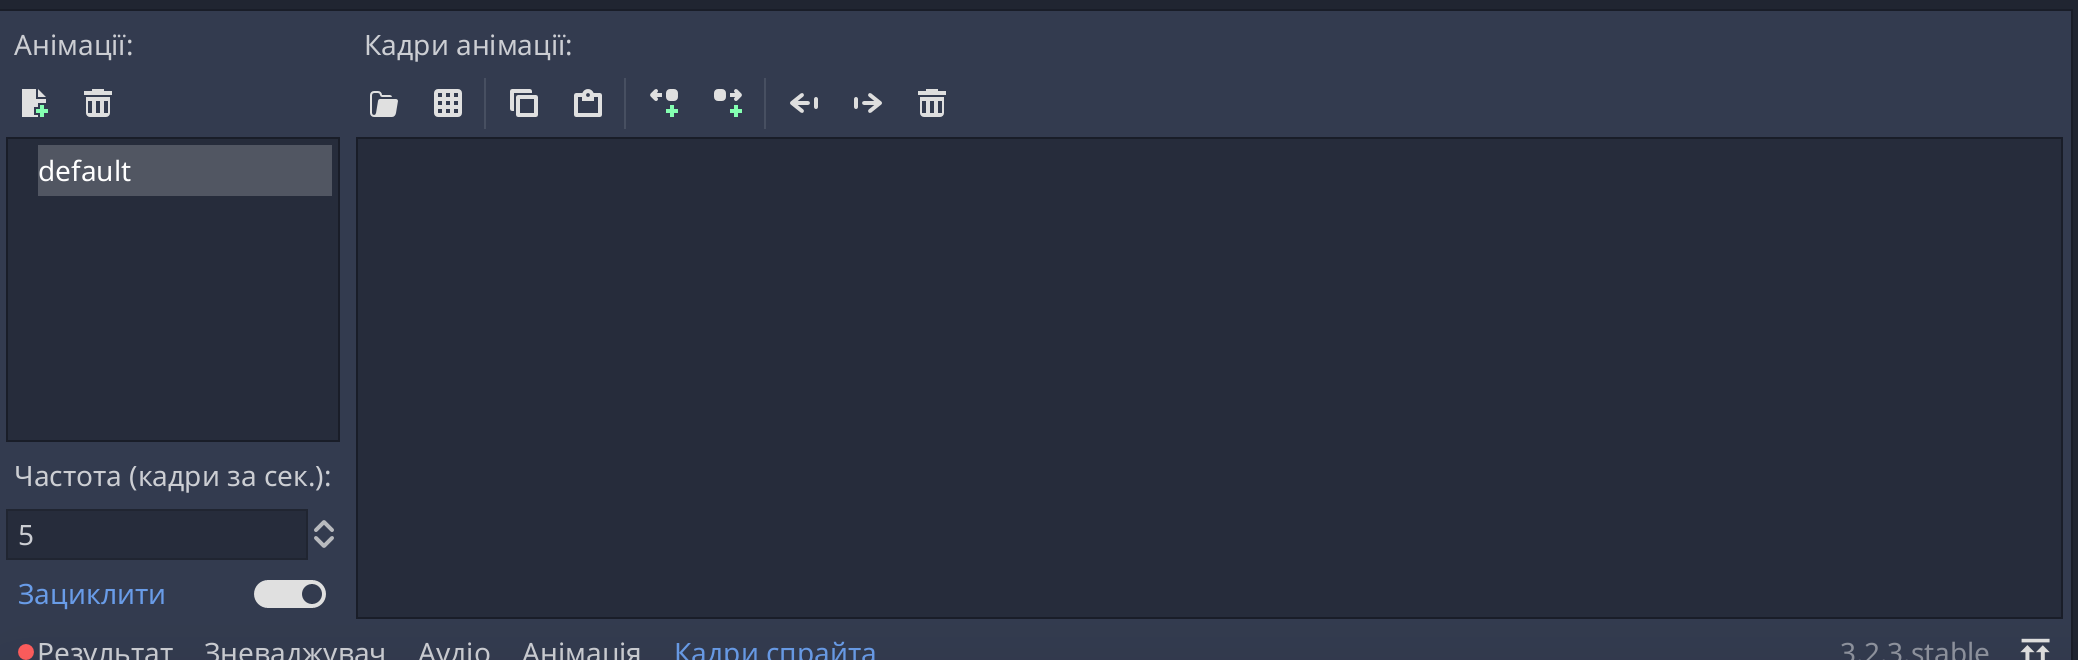 Анімації:
Кадри анімації:
default
Частота (кадри за сек.):
5
Зациклити
Результат Зневаджувач Аудіо Анімація Кадри спрайта 3.2.3.stable